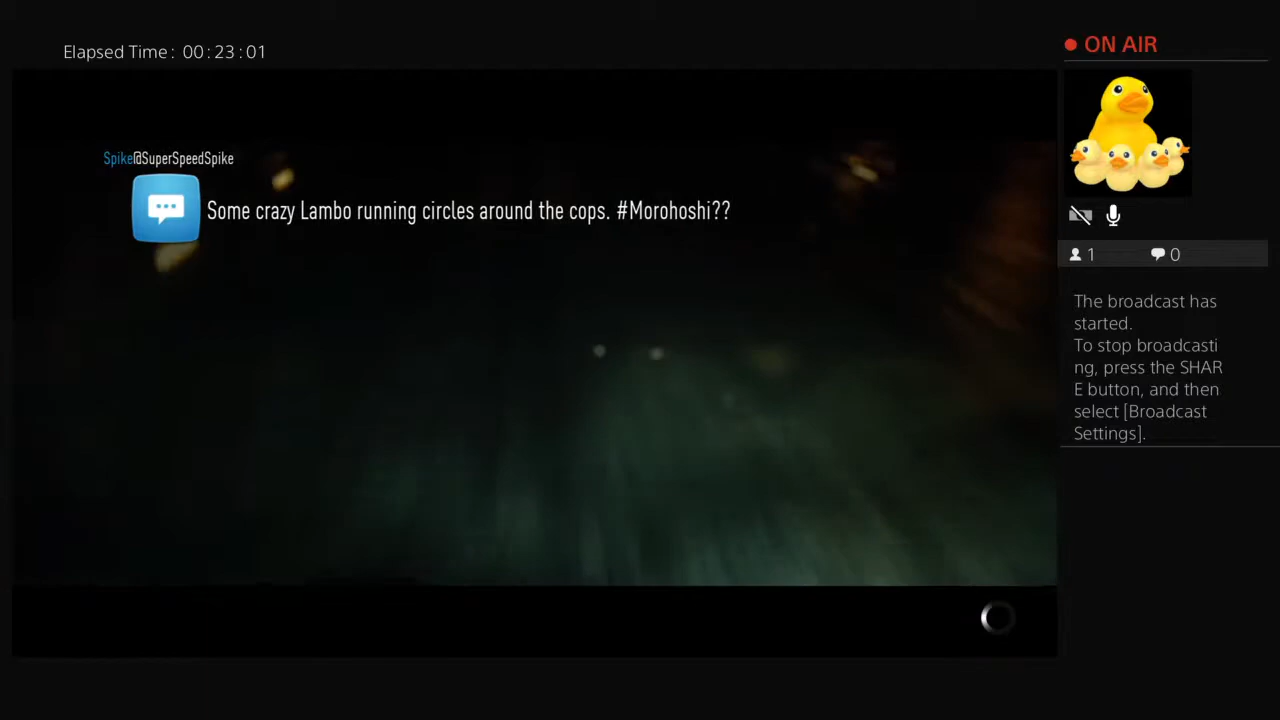 Elapsed Time: 00:23:01
ON AIR
Spike@SuperSpeedSpike
Some crazy Lambo running circles around the cops. #Morohoshi??
1 0
The broadcast has
started.
To stop broadcasti
ng, press the SHAR
E button, and then
select [Broadcast
Settings].